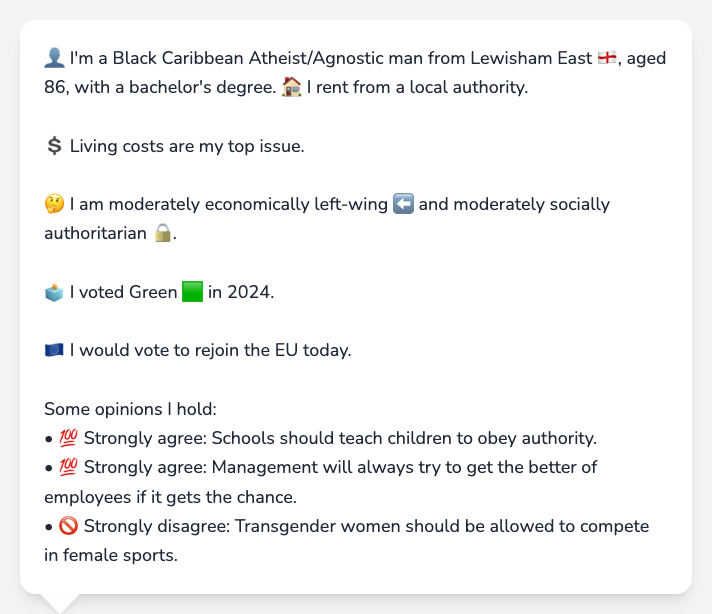 👤 I'm a Black Caribbean Atheist/Agnostic man from Lewisham East 🏴󠁧󠁢󠁥󠁮󠁧󠁿, aged
86, with a bachelor's degree. 🏠 I rent from a local authority.
💲 Living costs are my top issue.
🤔 I am moderately economically left-wing ⬅️ and moderately socially
authoritarian 🔒.
🗳️ I voted Green 🟩 in 2024.
🇪🇺 I would vote to rejoin the EU today.
Some opinions I hold:
• 💯 Strongly agree: Schools should teach children to obey authority.
• 💯 Strongly agree: Management will always try to get the better of
employees if it gets the chance.
• 🚫 Strongly disagree: Transgender women should be allowed to compete
in female sports.